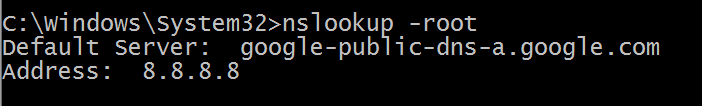 C:\Windows\System32>nslookup -root
Default Server:  google-public-dns-a.google.com
Address:  8.8.8.8